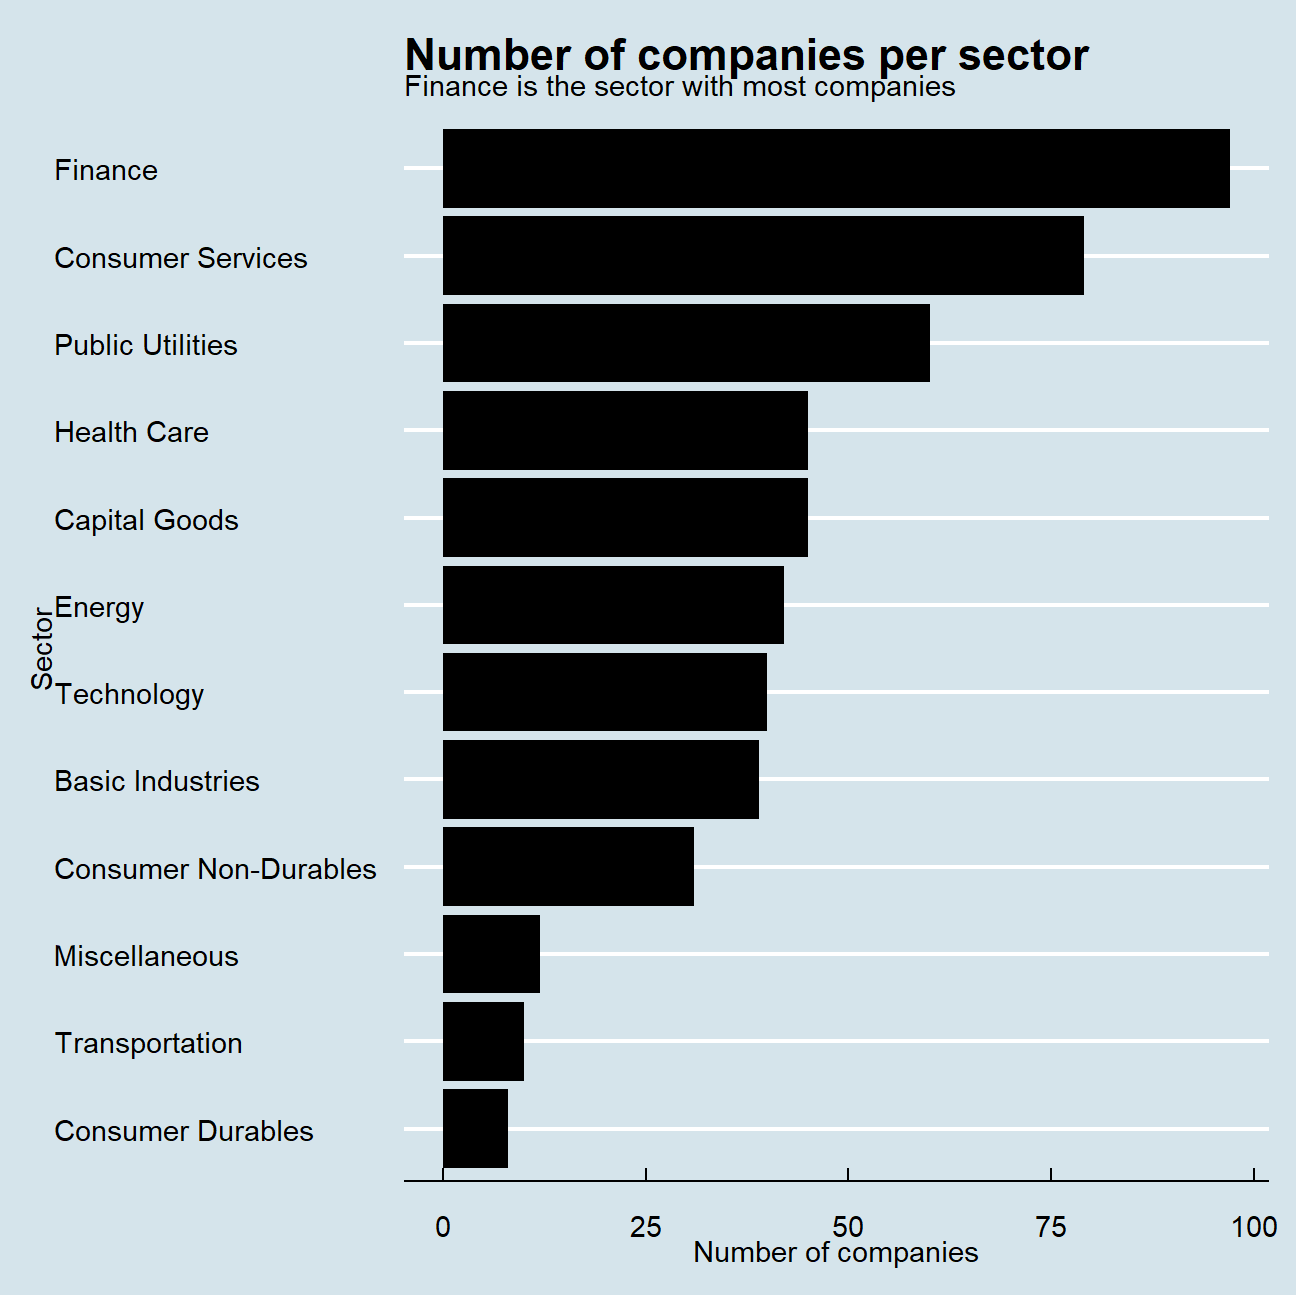 Number of companies per sector
Finance is the sector with most companies
Finance
Consumer Services
Public Utilities
Health Care
Capital Goods
Energy
Technology
Basic Industries
Consumer Non-Durables
Miscellaneous
Transportation
Consumer Durables
Sector
0 25 50 75 100
Number of companies